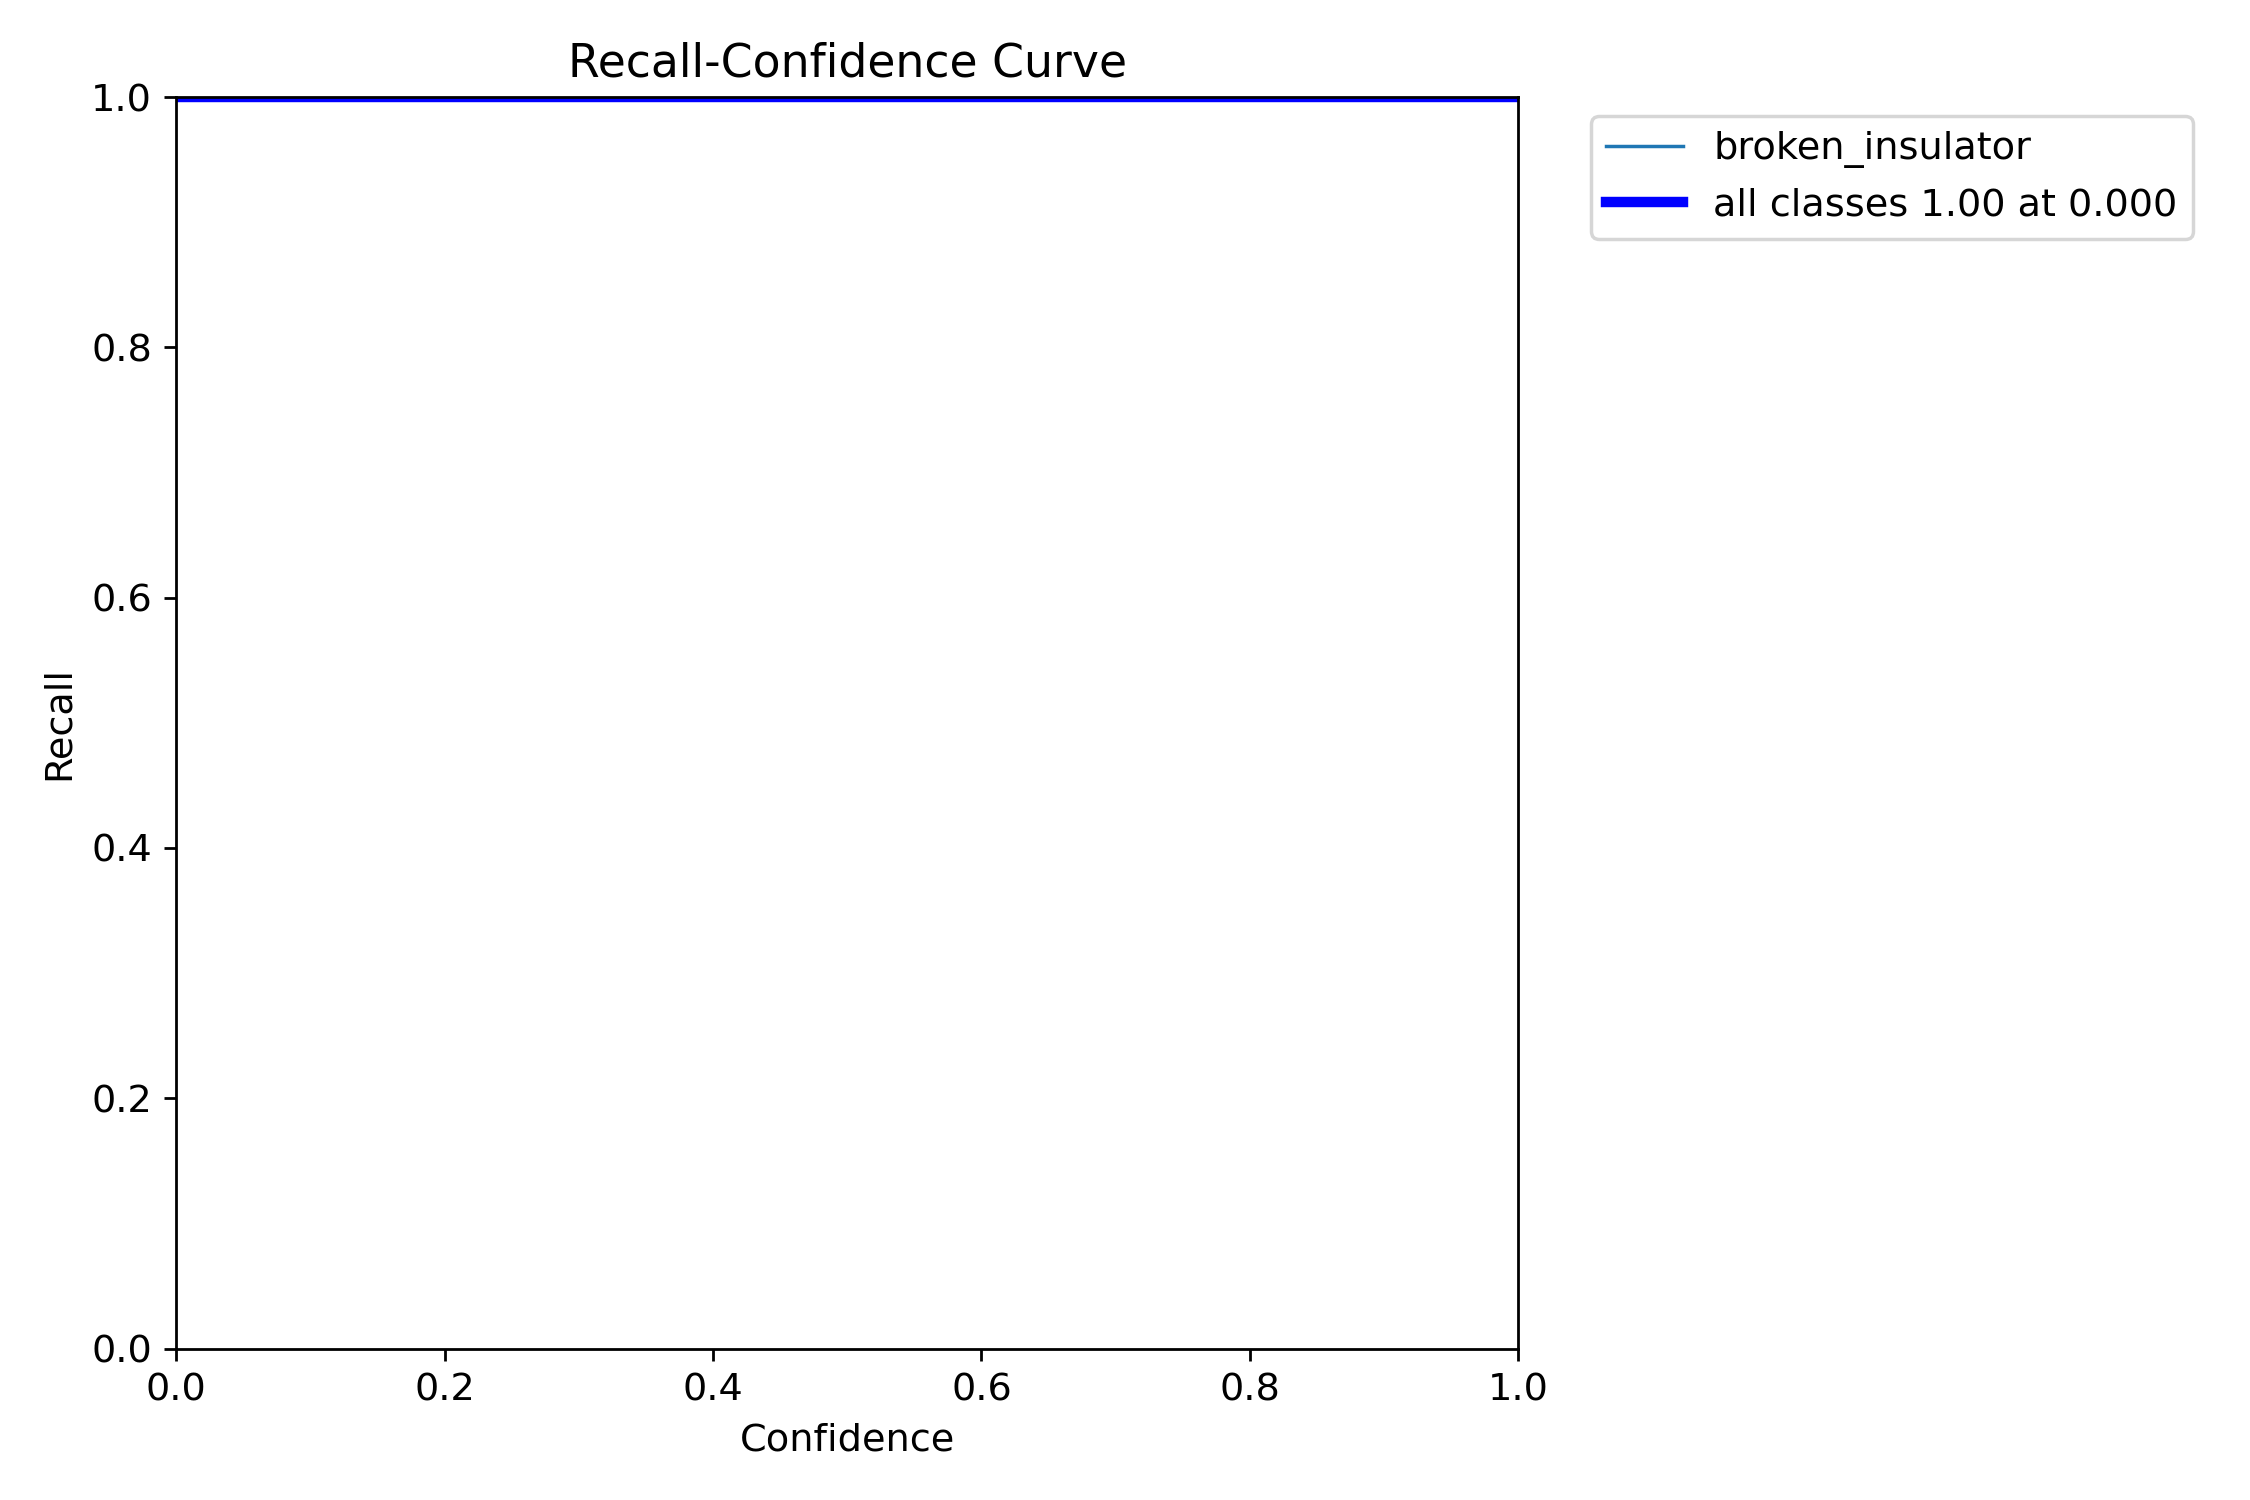 Recall-Confidence Curve
1.0
0.8
0.6
0.4
0.2
0.0
Recall
0.0 0.2 0.4 0.6 0.8 1.0
Confidence
broken_insulator
all classes 1.00 at 0.000